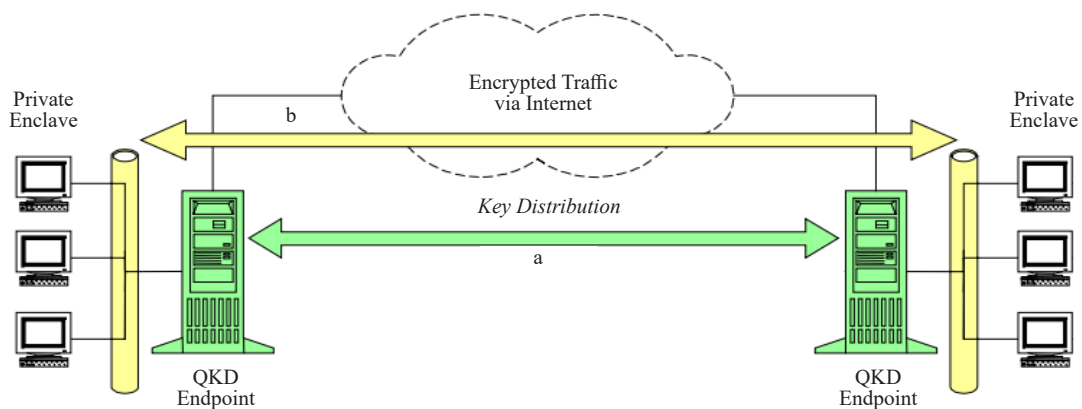 Encrypted Traffic
via Internet
Private
Enclave
Private
Enclave
b
Key Distribution
a
QKD
Endpoint
QKD
Endpoint